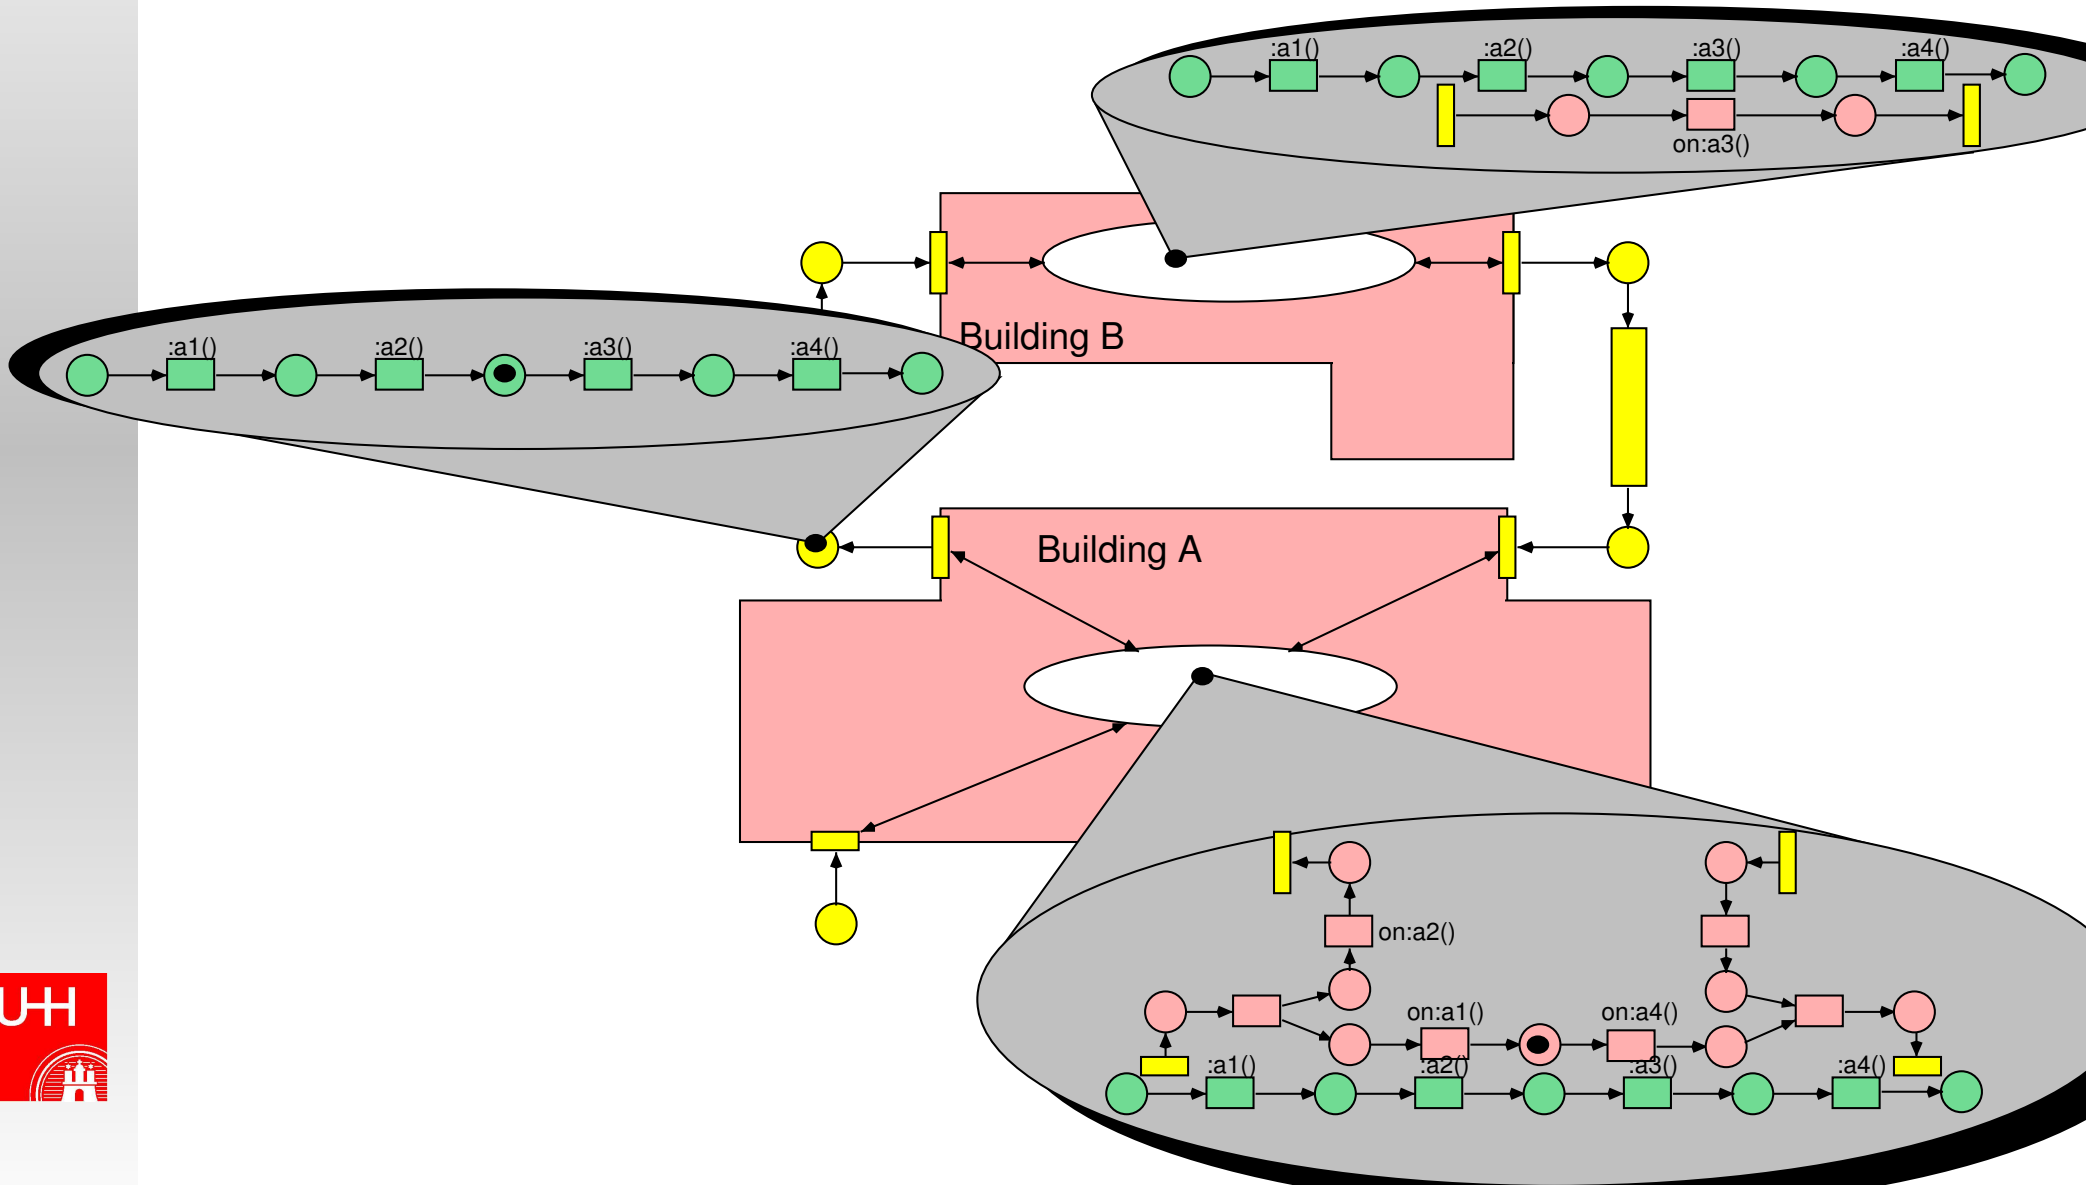 :a1() :a2() :a3() :a4()
on:a3()
Building B
:a1() :a2() :a3() :a4()
Building A
on:a2()
on:a1() on:a4()
:a1() :a2() :a3() :a4()
UH